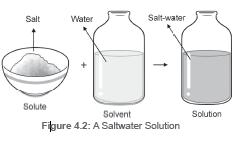 Salt
Water
Salt-water
+
Solute
Solvent
Solution
Figure 4.2: A Saltwater Solution